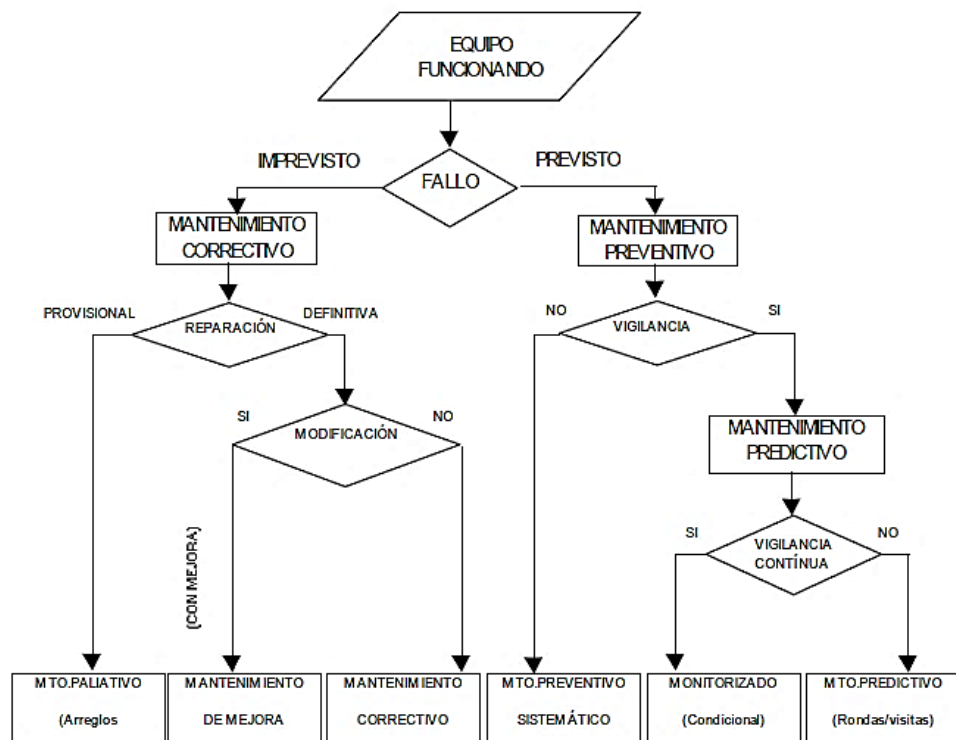 EQUIPO
FUNCIONANDO
IMPREVISTO
PREVISTO
FALLO
MANTENIMIENTO
CORRECTIVO
MANTENIMIENTO
PREVENTIVO
PROVISIONAL
REPARACIÓN
DEFINITIVA
NO
VIGILANCIA
SI
SI
MODIFICACIÓN
NO
MANTENIMIENTO
PREDICTIVO
(CON MEJORA)
SI
VIGILANCIA
CONTÍNUA
NO
MTO.PALIATIVO
(Arreglos
MANTENIMIENTO
DE MEJORA
MANTENIMIENTO
CORRECTIVO
MTO.PREVENTIVO
SISTEMÁTICO
MONITORIZADO
(Condicional)
MTO.PREDICTIVO
(Rondas/visitas)